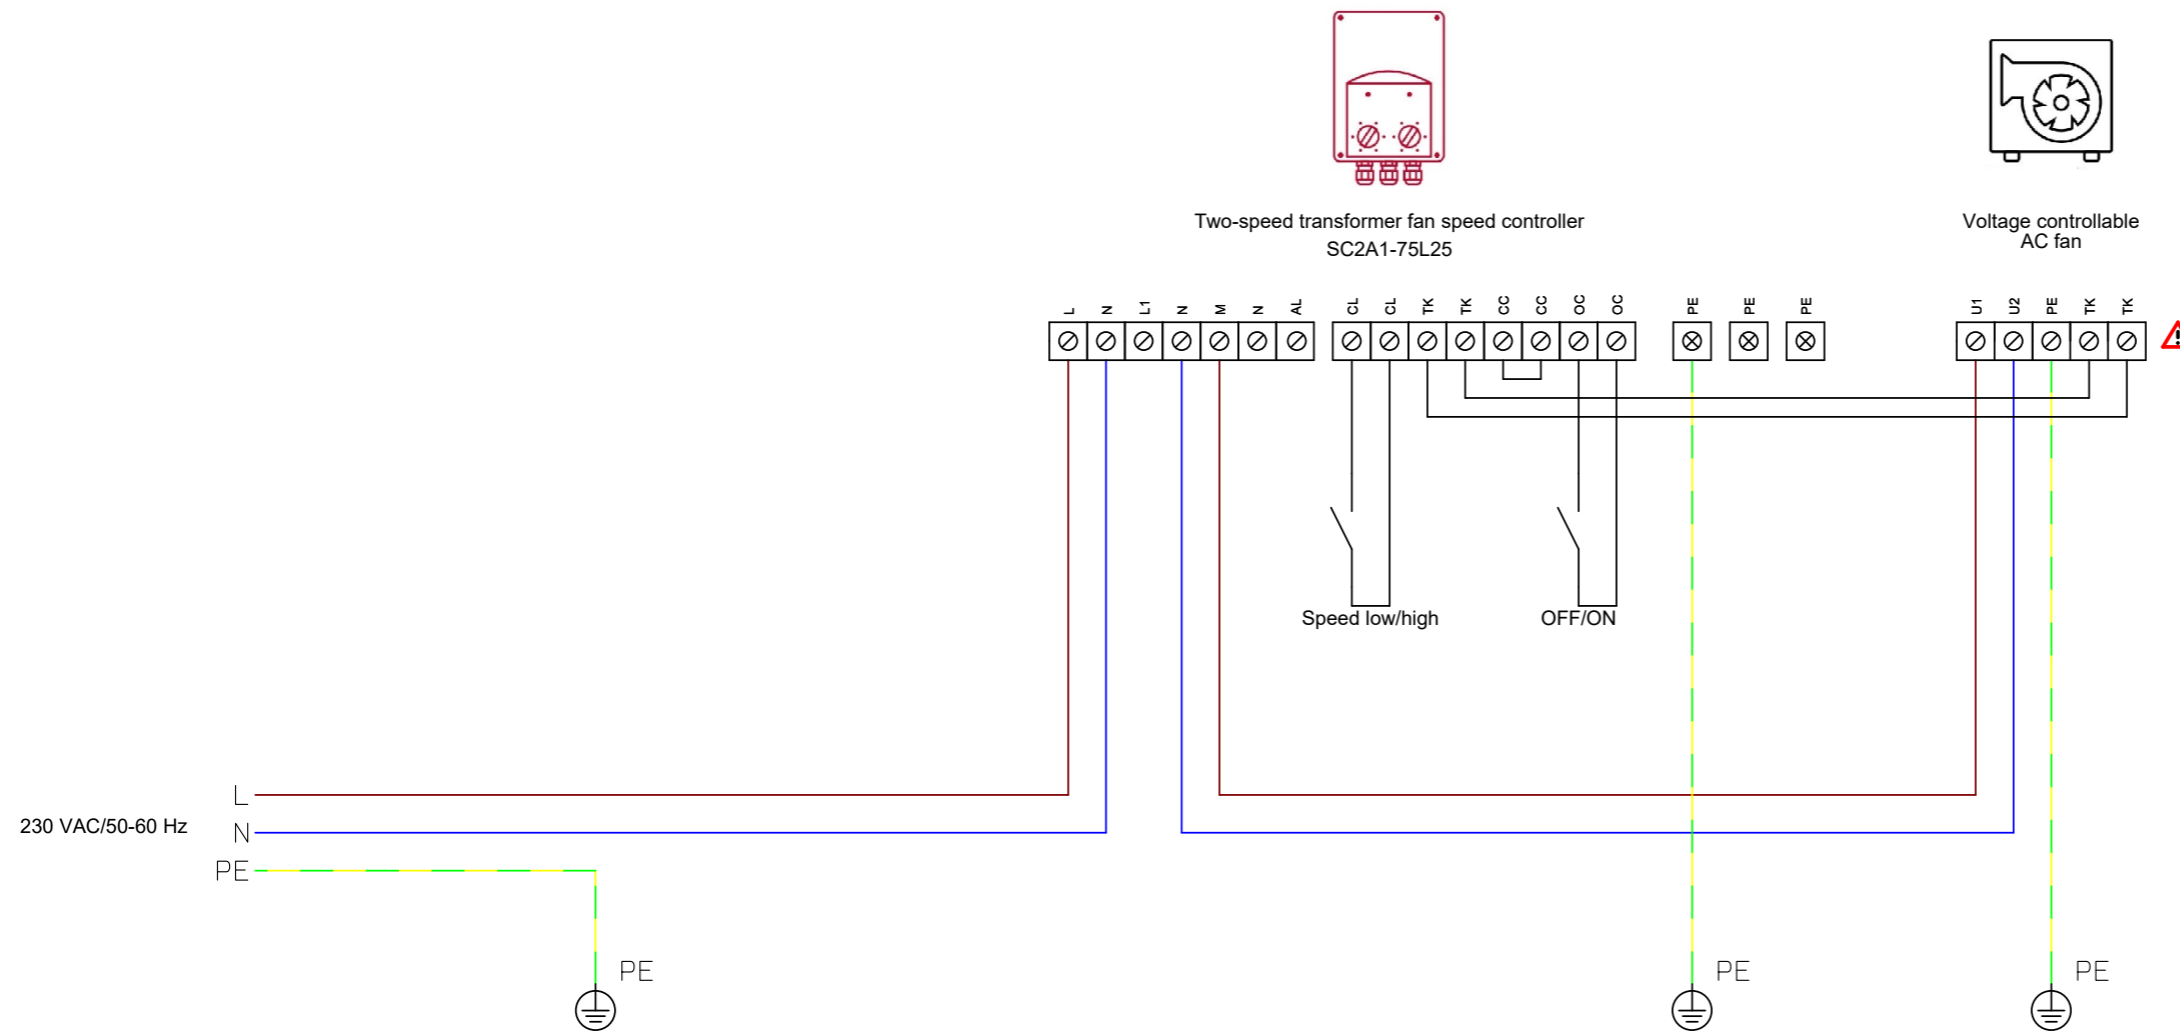 Two-speed transformer fan speed controller
SC2A1-75L25
Voltage controllable
AC fan
L N L1 N M N AL CL CL TK TK CC CC OC OC PE PE PE U1 U2 PE TK TK
Speed low/high
OFF/ON
L
230 VAC/50-60 Hz
N
PE
PE
PE
PE